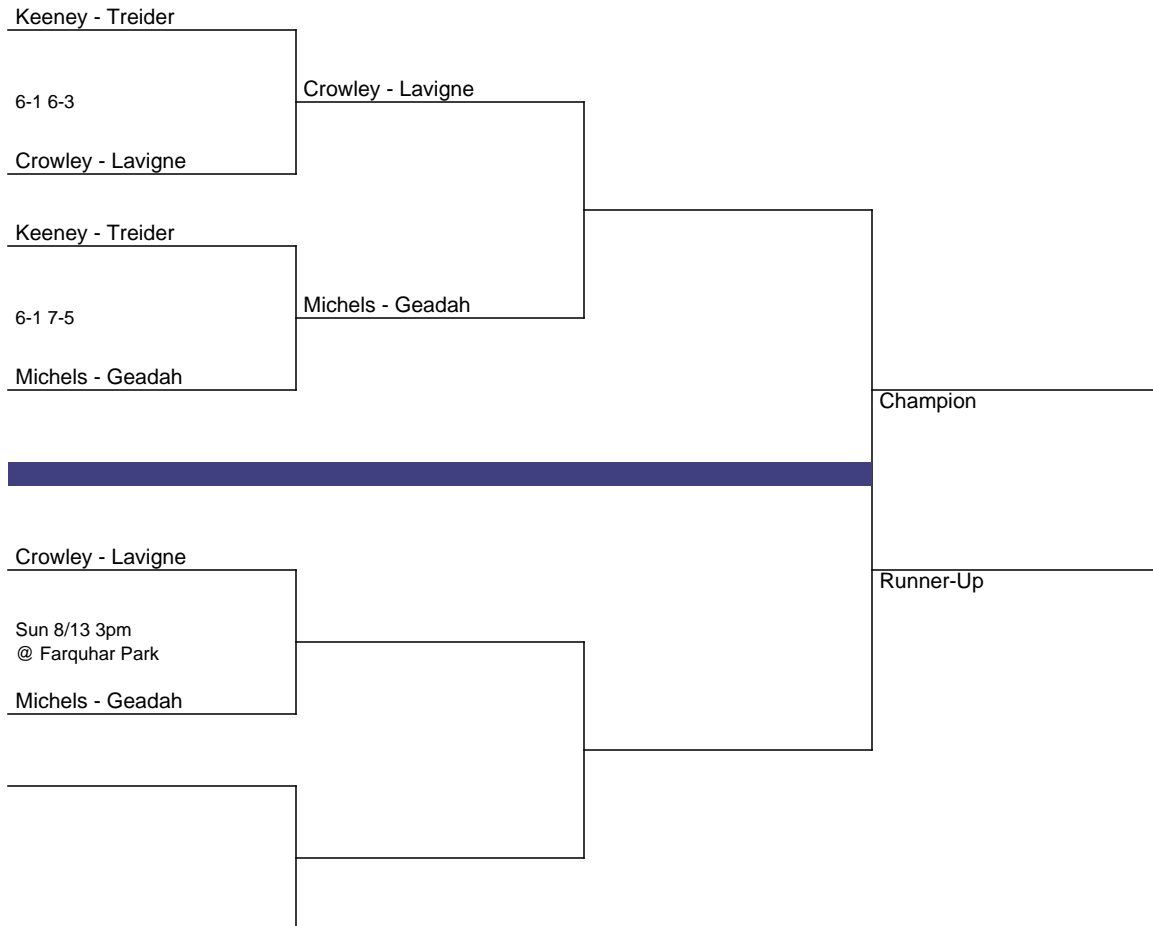 Keeney - Treider
Crowley - Lavigne
6-1 6-3
Crowley - Lavigne
Keeney - Treider
Michels - Geadah
6-1 7-5
Michels - Geadah
Champion
Crowley - Lavigne
Runner-Up
Sun 8/13 3pm
@ Farquhar Park
Michels - Geadah